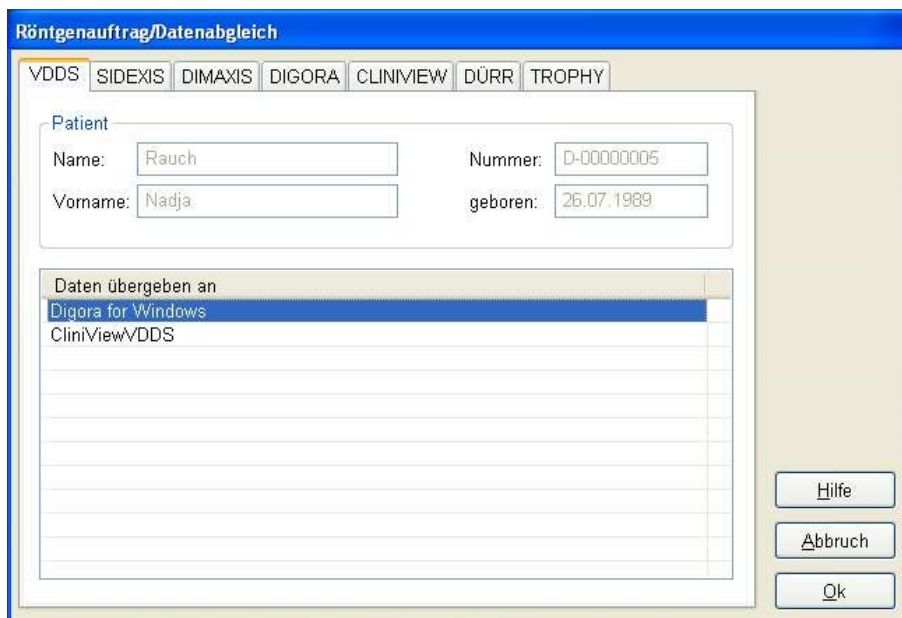 Röntgenauftrag/Datenabgleich
VDDS SIDEXIS DIMAXIS DIGORA CLINIVIEW DÜRR TROPHY
Patient
Name: Rauch Nummer: D-00000005
Vorname: Nadja geboren: 26.07.1989
Daten übergeben an
Digora for Windows
CliniViewVDDS
Hilfe
Abbruch
Ok